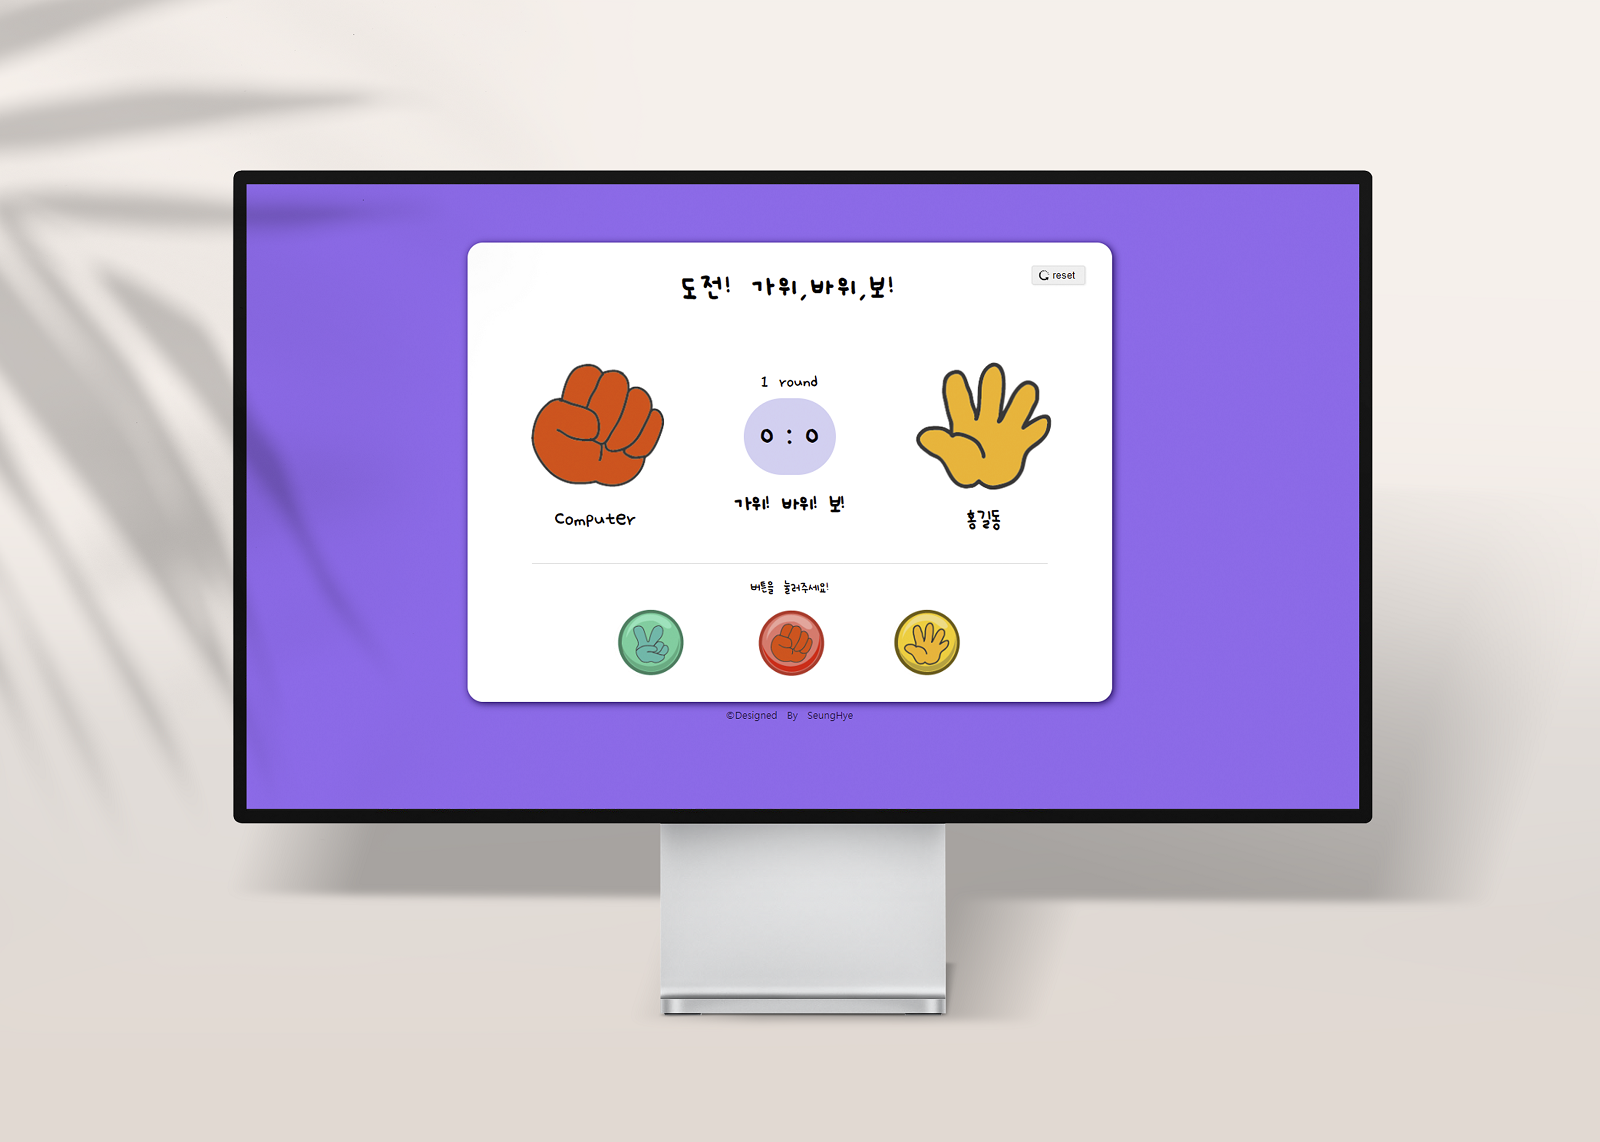 도전! 가위,바위,보!
reset
1 round
0 : 0
가위! 바위! 보!
Computer
홍길동
버튼을 눌러주세요!
©Designed By SeungHye